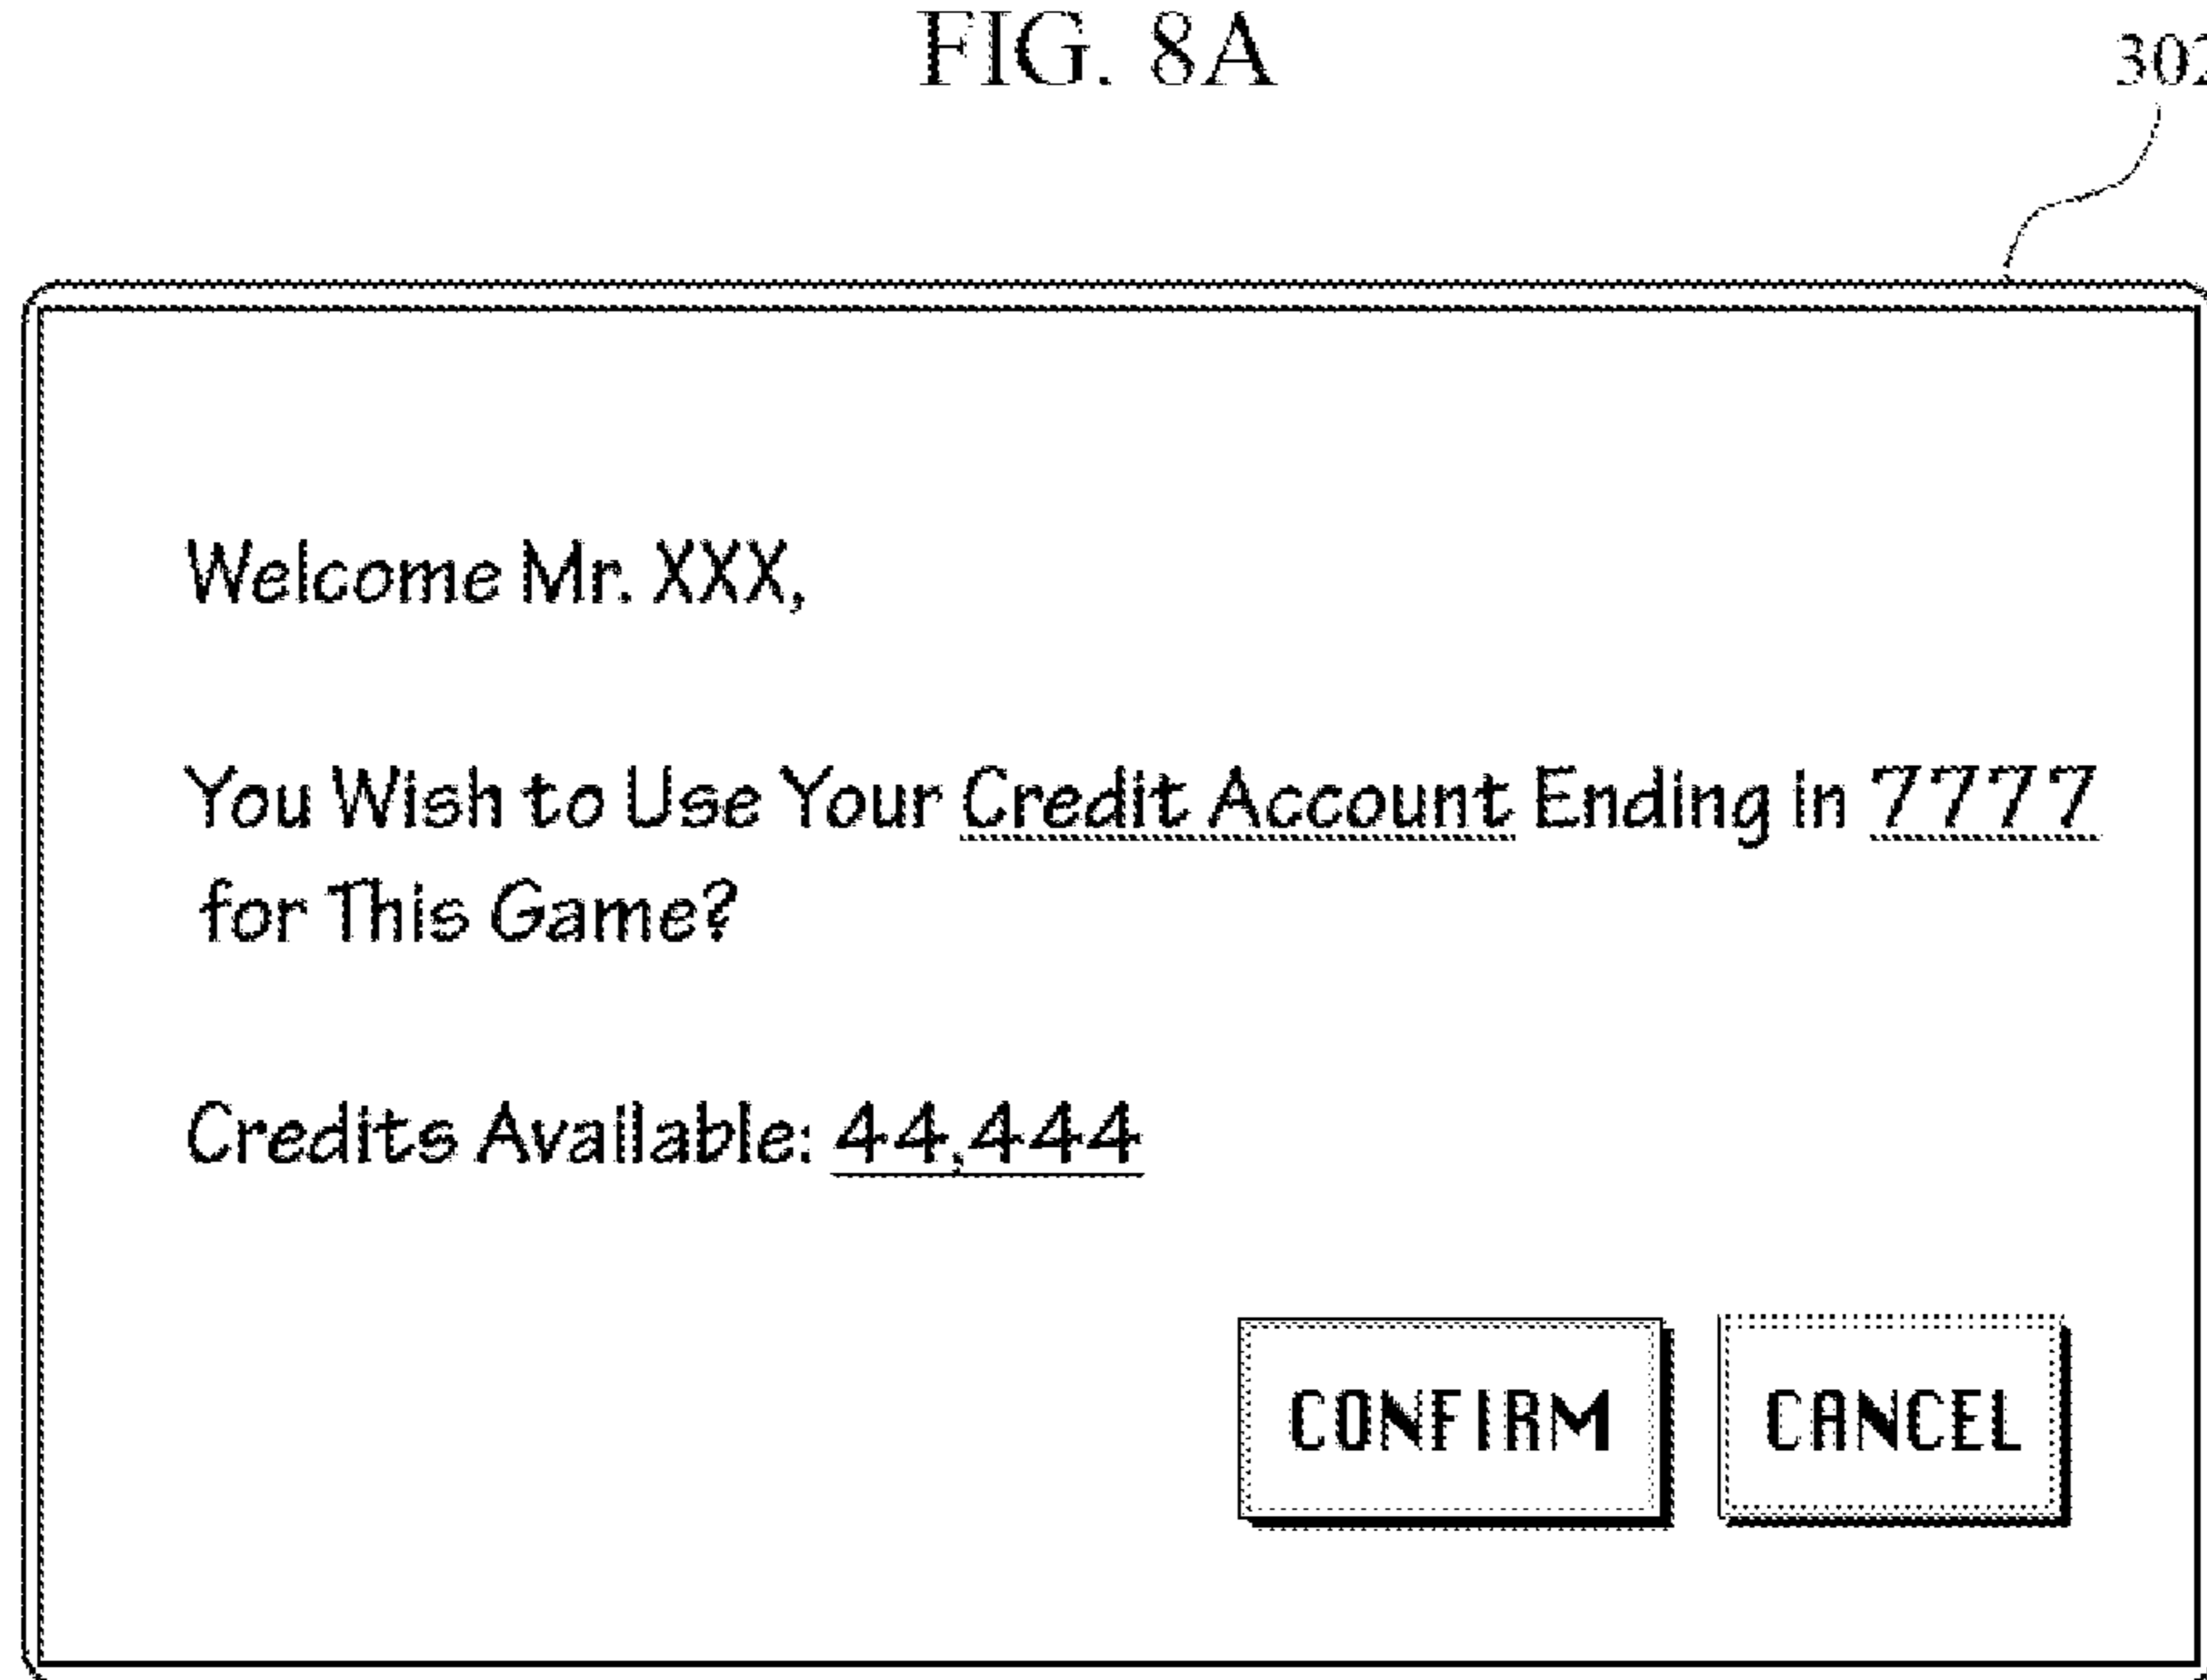 FIG. 8A
302
Welcome Mr. XXX,
You Wish to Use Your Credit Account Ending in 7777
for This Game?
Credits Available: 44,444
CONFIRM CANCEL